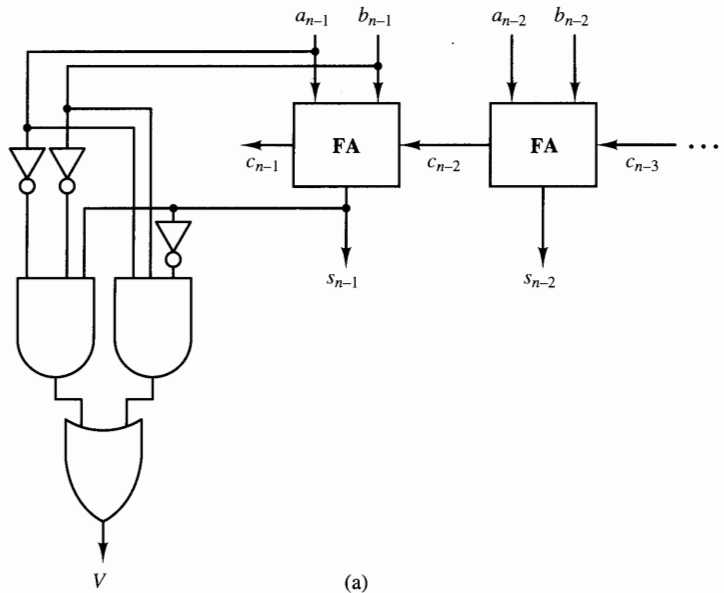 aₙ₋₁ bₙ₋₁ aₙ₋₂ bₙ₋₂
FA FA
cₙ₋₁ cₙ₋₂ cₙ₋₃ ...
sₙ₋₁ sₙ₋₂
V
(a)